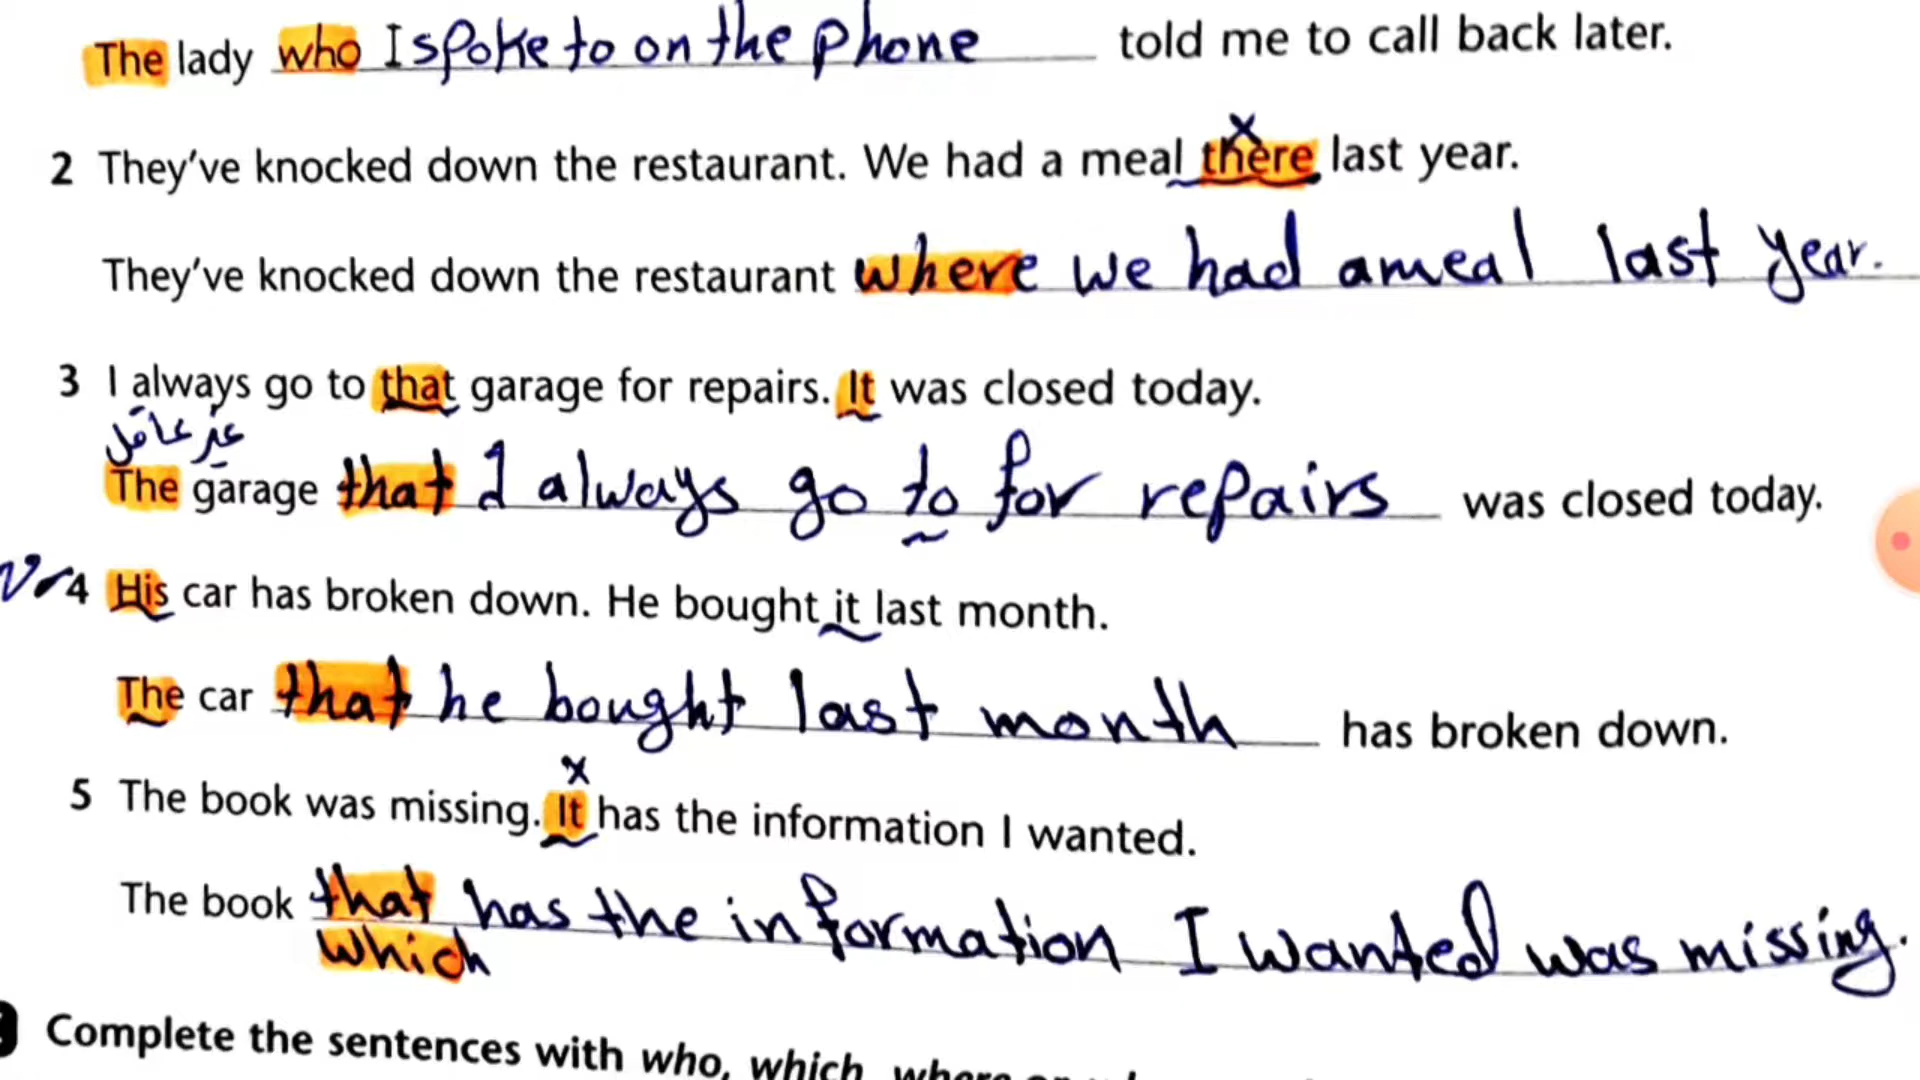 The lady who I spoke to on the phone told me to call back later.
2 They've knocked down the restaurant. We had a meal there last year.
They've knocked down the restaurant where we had a meal last year.
3 I always go to that garage for repairs. It was closed today.
غير عاقل
The garage that I always go to for repairs was closed today.
4 His car has broken down. He bought it last month.
The car that he bought last month has broken down.
5 The book was missing. It has the information I wanted.
The book that has the information I wanted was missing.
which
Complete the sentences with who, which, where or